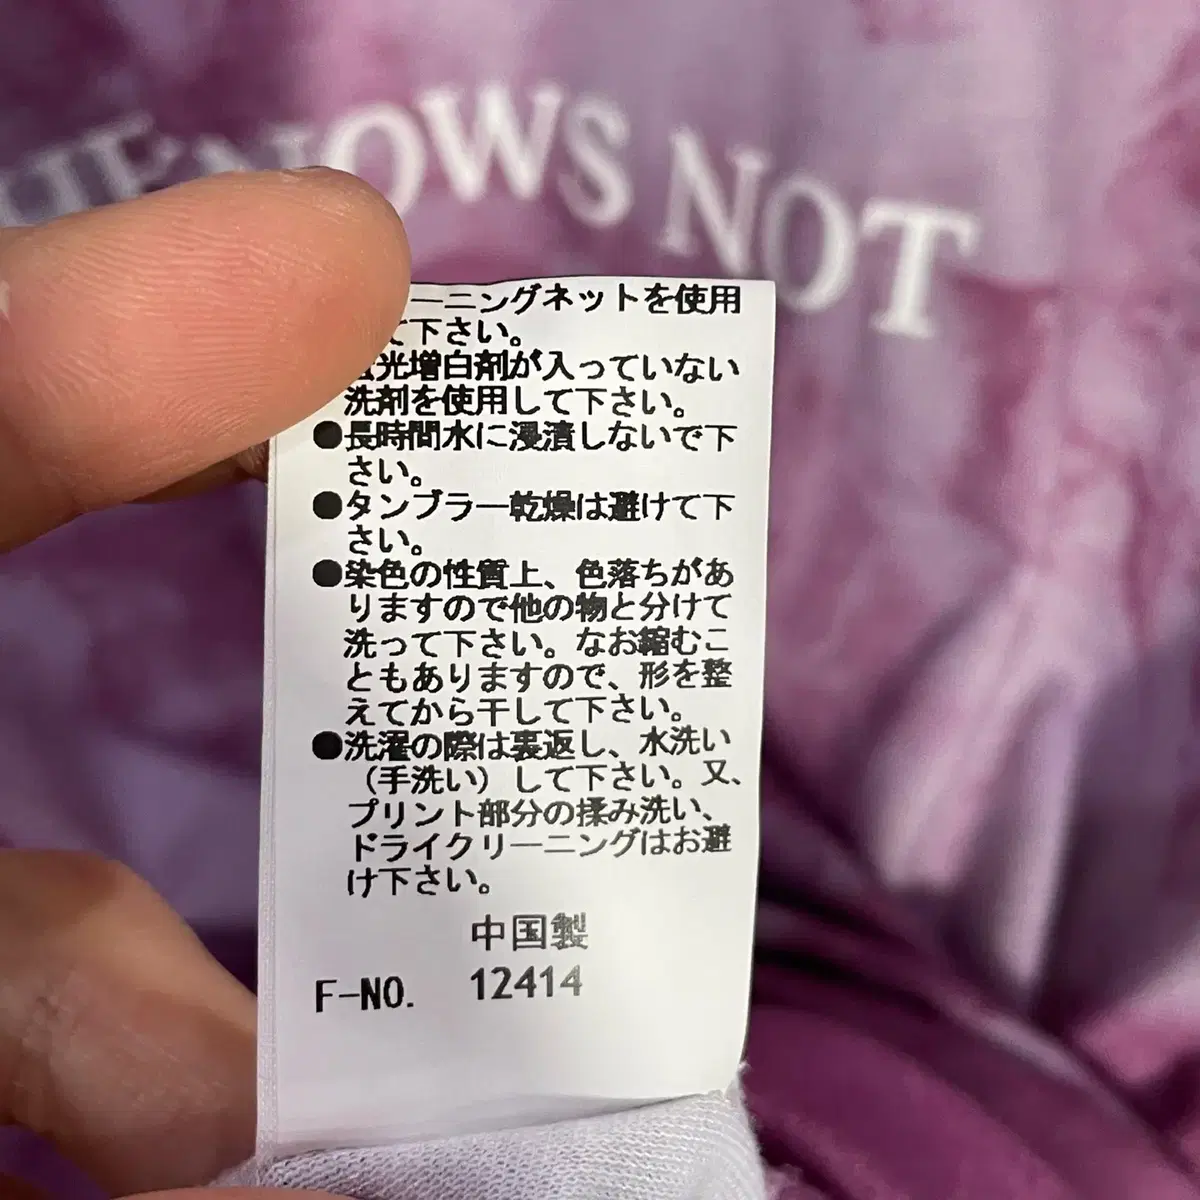 NOWS NOT
ーニングネットを使用
て下さい。
光増白剤が入っていない
洗剤を使用して下さい。
●長時間水に浸漬しないで下
さい。
●タンブラー乾燥は避けて下
さい。
●染色の性質上、色落ちがあ
りますので他の物と分けて
洗って下さい。なお縮むこ
ともありますので、形を整
えてから干して下さい。
●洗濯の際は裏返し、水洗い
（手洗い）して下さい。又、
プリント部分の揉み洗い、
ドライクリーニングはお避
け下さい。
中国製
F-NO. 12414